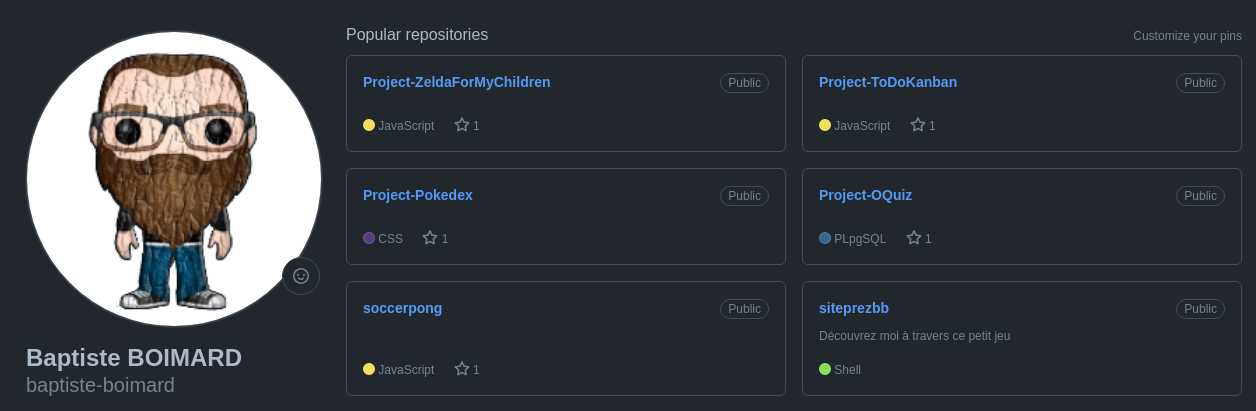 Popular repositories
Customize your pins
Project-ZeldaForMyChildren
Public
JavaScript 1
Project-ToDoKanban
Public
JavaScript 1
Project-Pokedex
Public
CSS 1
Project-OQuiz
Public
PLpgSQL 1
soccerpong
Public
JavaScript 1
siteprezbb
Public
Découvrez moi à travers ce petit jeu
Shell
Baptiste BOIMARD
baptiste-boimard